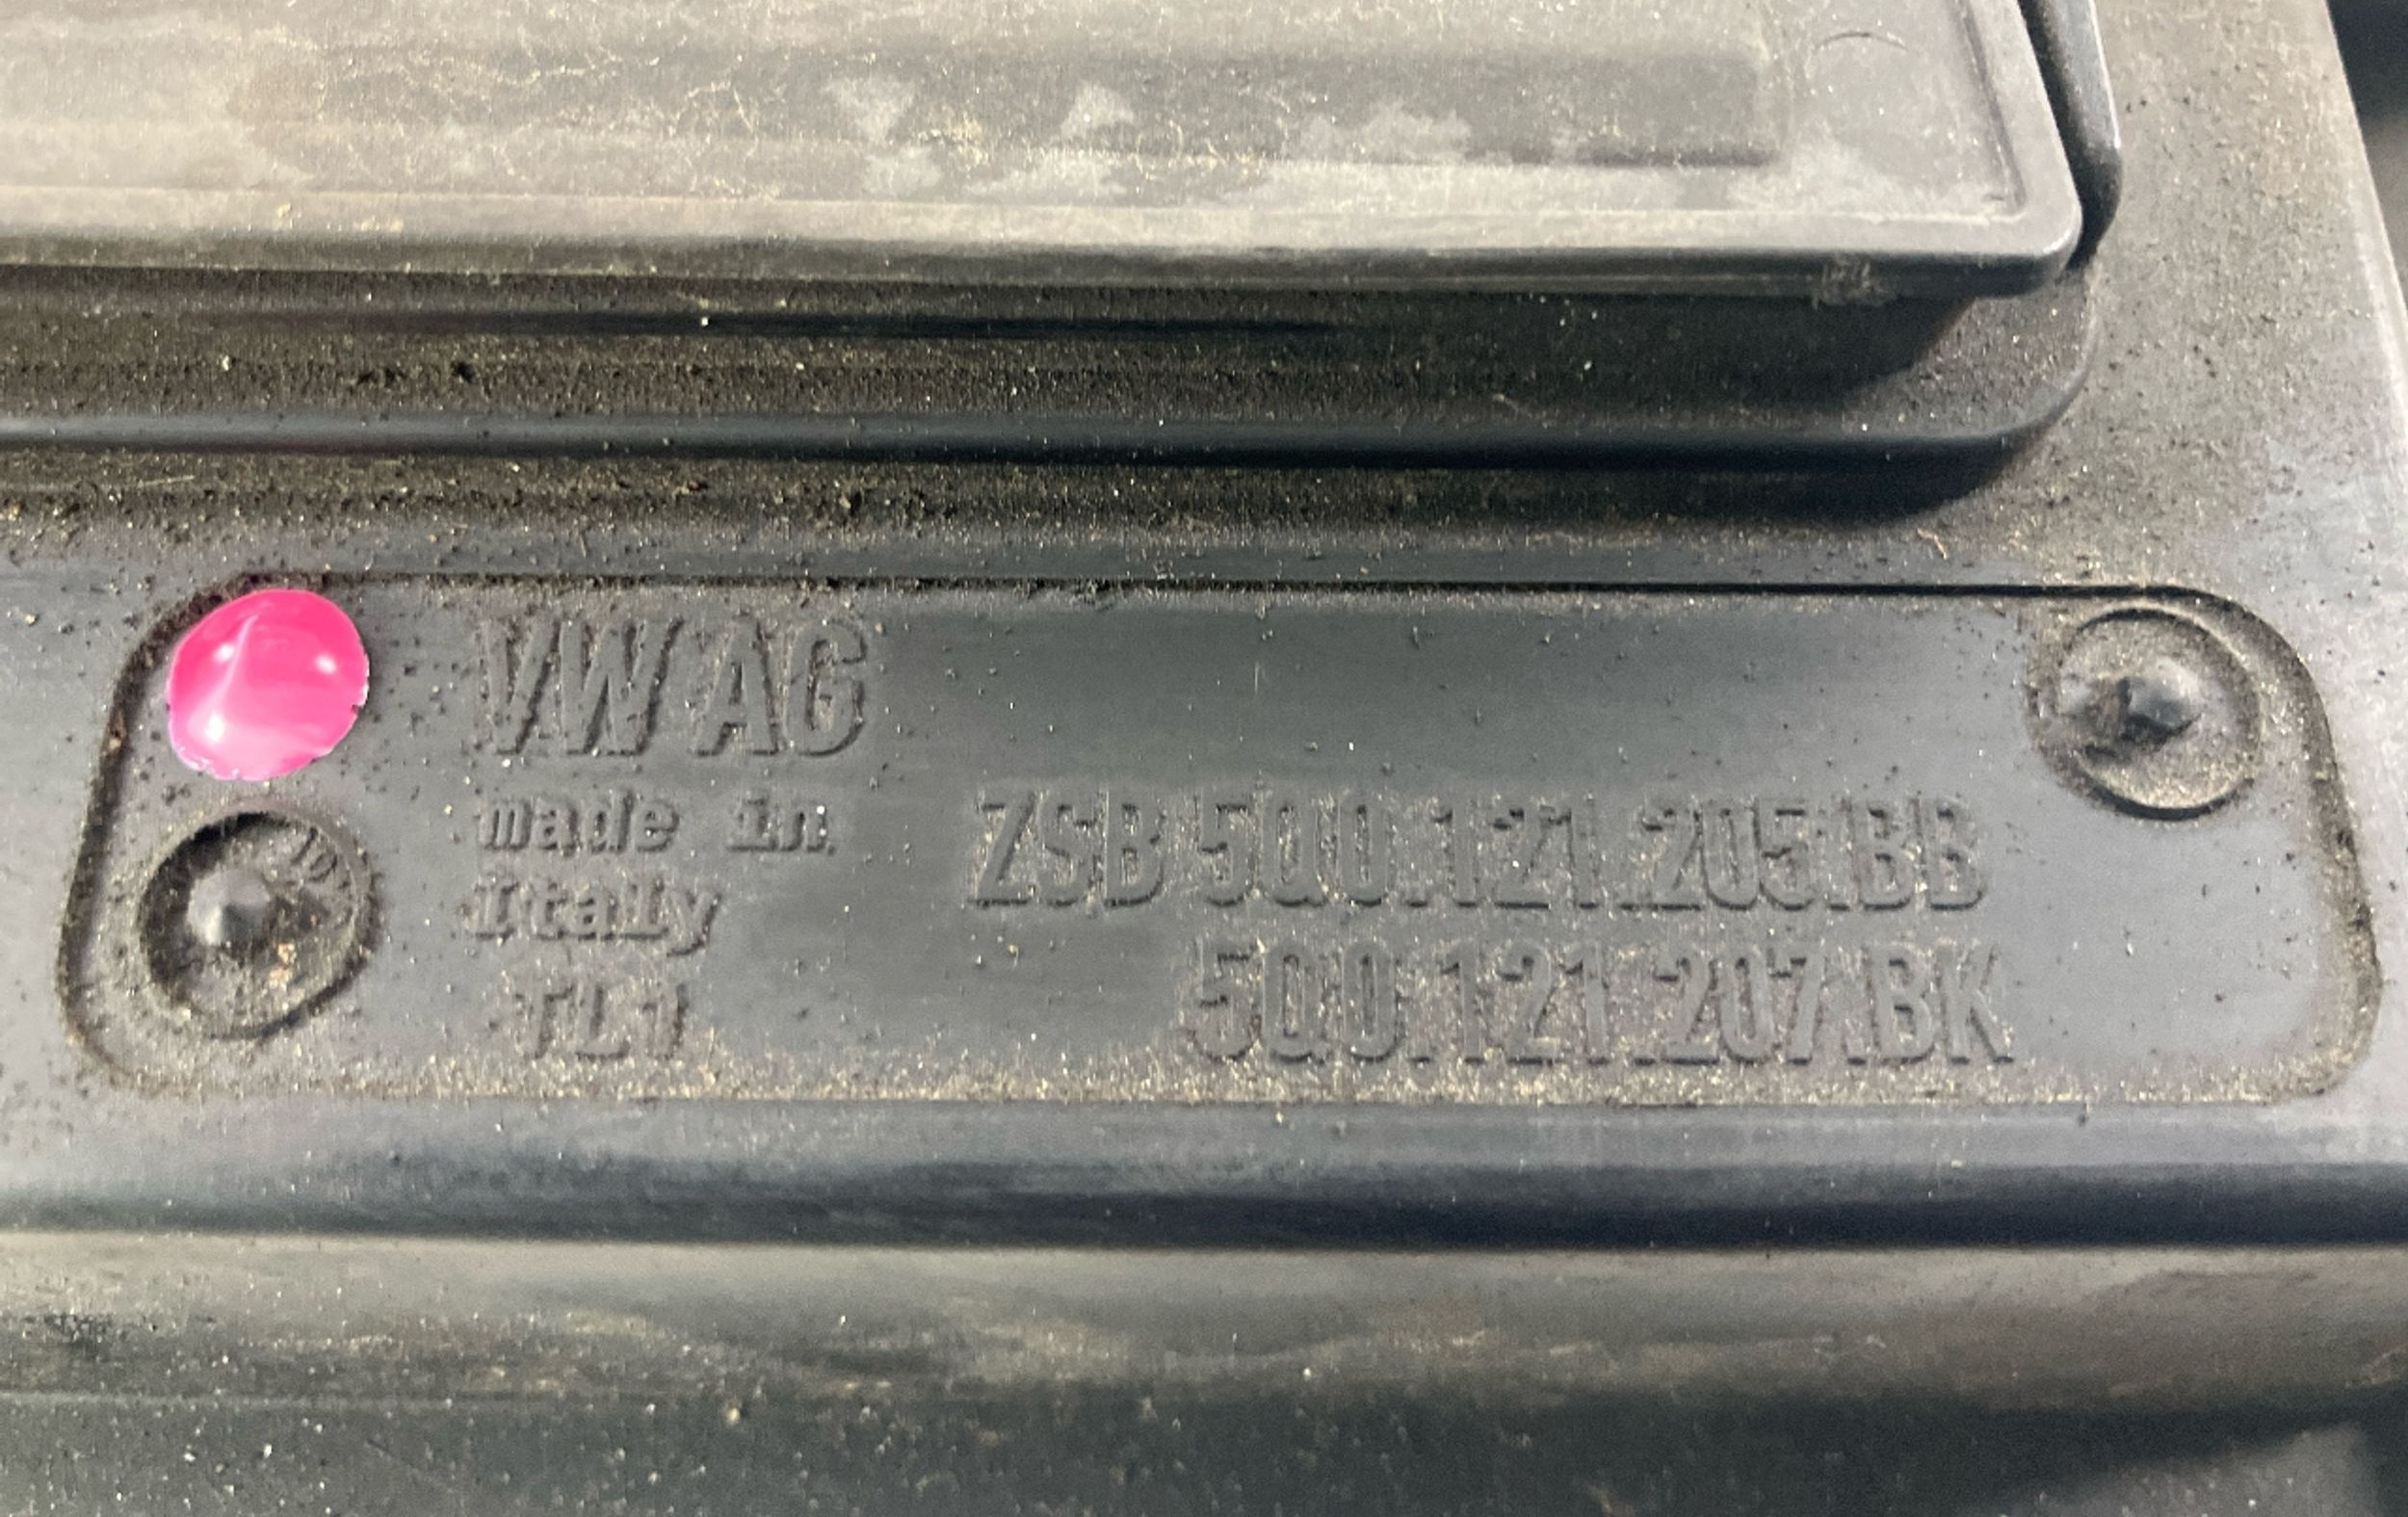 VW AG
made in
Italy
TL1
ZSB 5Q0.121.205.BB
5Q0.121.207.BK